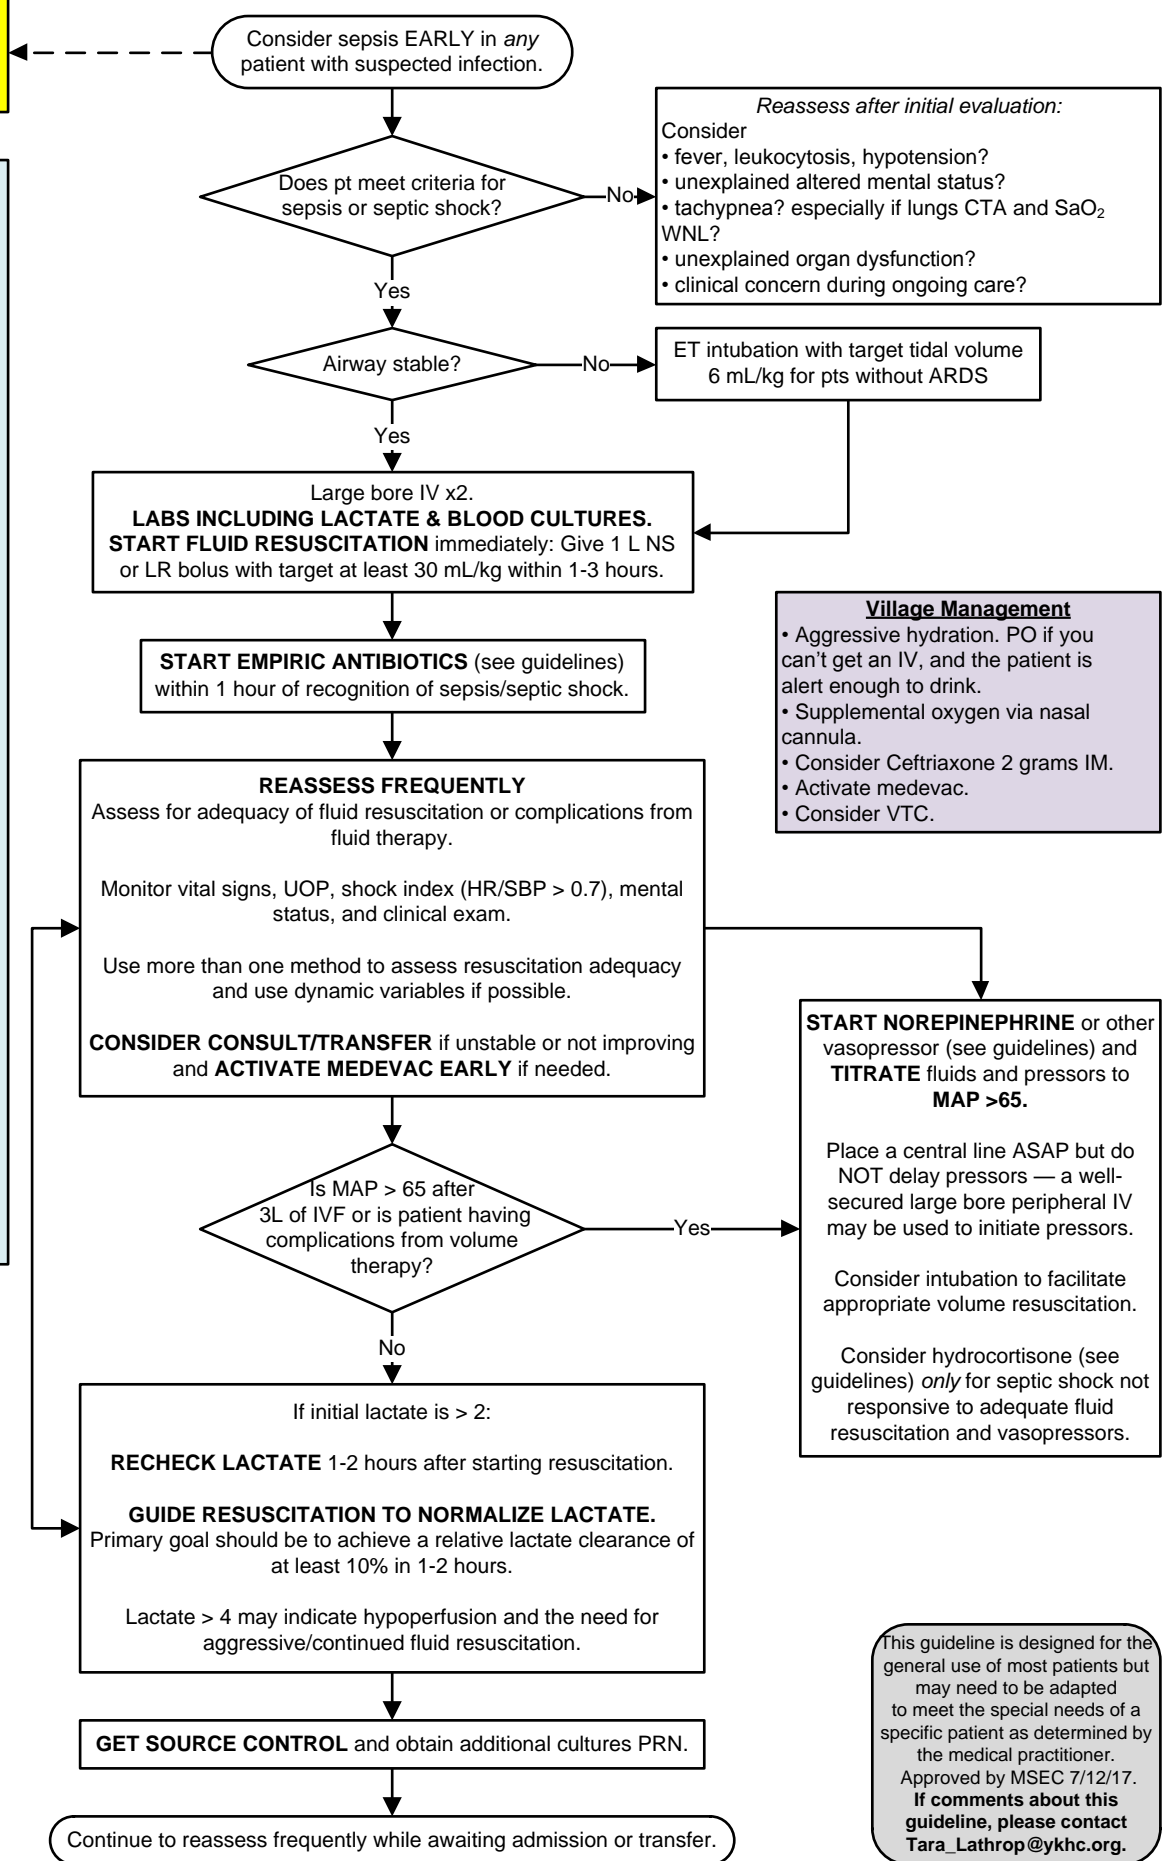 Consider sepsis EARLY in any
patient with suspected infection.
Does pt meet criteria for
sepsis or septic shock?
No
Reassess after initial evaluation:
Consider
• fever, leukocytosis, hypotension?
• unexplained altered mental status?
• tachypnea? especially if lungs CTA and SaO₂
WNL?
• unexplained organ dysfunction?
• clinical concern during ongoing care?
Yes
Airway stable?
No
ET intubation with target tidal volume
6 mL/kg for pts without ARDS
Yes
Large bore IV x2.
LABS INCLUDING LACTATE & BLOOD CULTURES.
START FLUID RESUSCITATION immediately: Give 1 L NS
or LR bolus with target at least 30 mL/kg within 1-3 hours.
START EMPIRIC ANTIBIOTICS (see guidelines)
within 1 hour of recognition of sepsis/septic shock.
Village Management
• Aggressive hydration. PO if you
can't get an IV, and the patient is
alert enough to drink.
• Supplemental oxygen via nasal
cannula.
• Consider Ceftriaxone 2 grams IM.
• Activate medevac.
• Consider VTC.
REASSESS FREQUENTLY
Assess for adequacy of fluid resuscitation or complications from
fluid therapy.
Monitor vital signs, UOP, shock index (HR/SBP > 0.7), mental
status, and clinical exam.
Use more than one method to assess resuscitation adequacy
and use dynamic variables if possible.
CONSIDER CONSULT/TRANSFER if unstable or not improving
and ACTIVATE MEDEVAC EARLY if needed.
Is MAP > 65 after
3L of IVF or is patient having
complications from volume
therapy?
Yes
START NOREPINEPHRINE or other
vasopressor (see guidelines) and
TITRATE fluids and pressors to
MAP >65.
Place a central line ASAP but do
NOT delay pressors — a well-
secured large bore peripheral IV
may be used to initiate pressors.
Consider intubation to facilitate
appropriate volume resuscitation.
Consider hydrocortisone (see
guidelines) only for septic shock not
responsive to adequate fluid
resuscitation and vasopressors.
No
If initial lactate is > 2:
RECHECK LACTATE 1-2 hours after starting resuscitation.
GUIDE RESUSCITATION TO NORMALIZE LACTATE.
Primary goal should be to achieve a relative lactate clearance of
at least 10% in 1-2 hours.
Lactate > 4 may indicate hypoperfusion and the need for
aggressive/continued fluid resuscitation.
GET SOURCE CONTROL and obtain additional cultures PRN.
Continue to reassess frequently while awaiting admission or transfer.
This guideline is designed for the
general use of most patients but
may need to be adapted
to meet the special needs of a
specific patient as determined by
the medical practitioner.
Approved by MSEC 7/12/17.
If comments about this
guideline, please contact
Tara_Lathrop@ykhc.org.